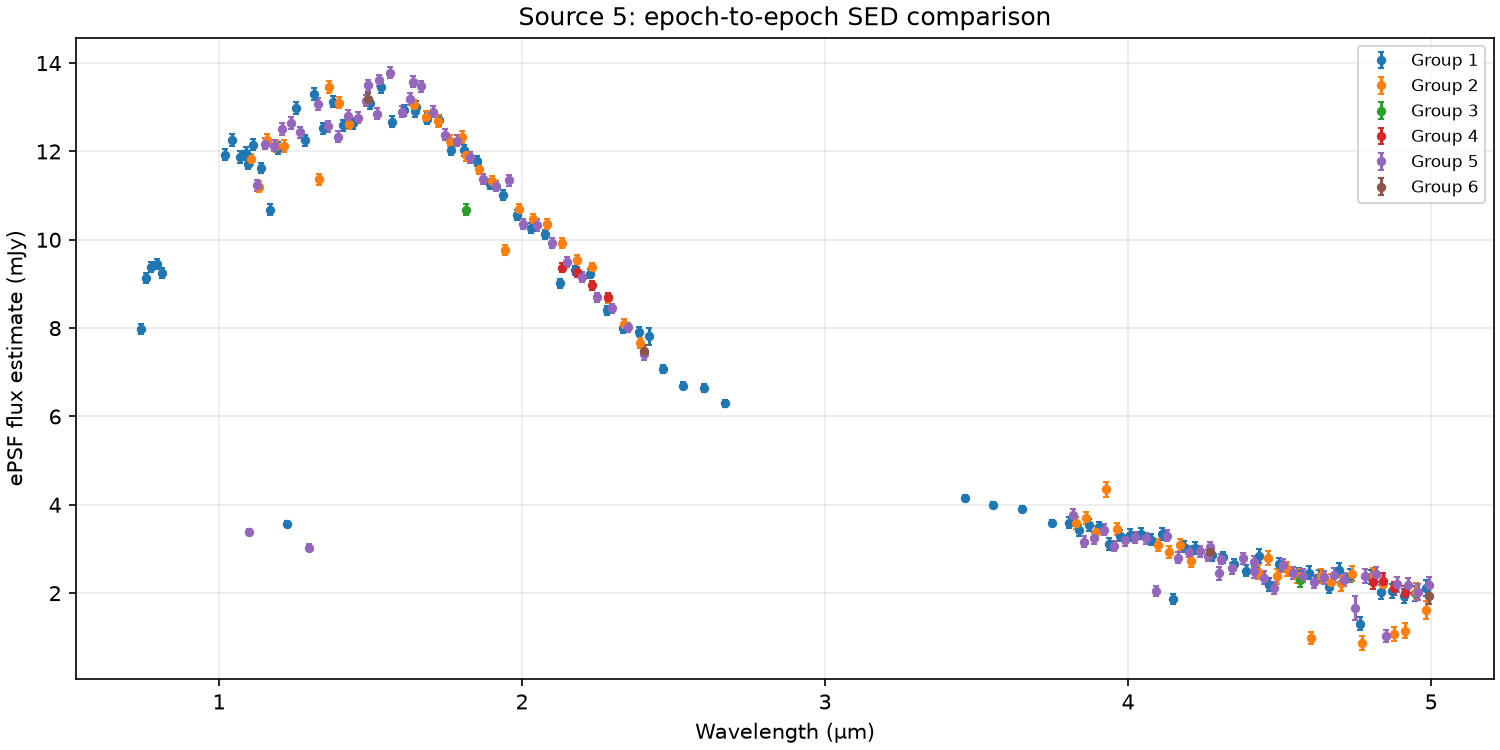 Source 5: epoch-to-epoch SED comparison
ePSF flux estimate (mJy)
14
12
10
8
6
4
2
Group 1
Group 2
Group 3
Group 4
Group 5
Group 6
1 2 3 4 5
Wavelength (µm)